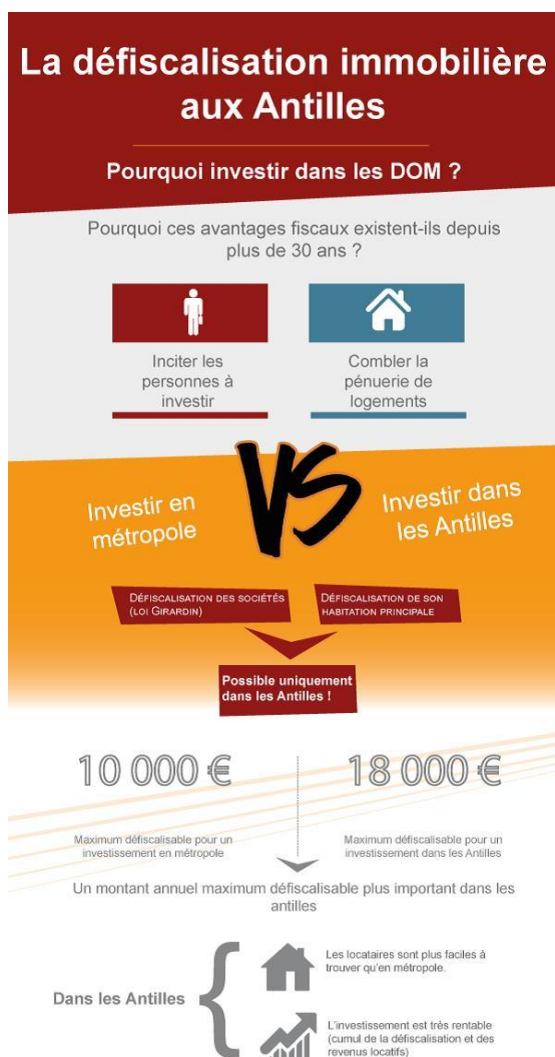 La défiscalisation immobilière
aux Antilles
Pourquoi investir dans les DOM ?
Pourquoi ces avantages fiscaux existent-ils depuis
plus de 30 ans ?
Inciter les
personnes à
investir
Combler la
pénuerie de
logements
Investir en
métropole
VS
Investir dans
les Antilles
DÉFISCALISATION DES SOCIÉTÉS
(LOI GIRARDIN)
DÉFISCALISATION DE SON
HABITATION PRINCIPALE
Possible uniquement
dans les Antilles !
10 000 €
18 000 €
Maximum défiscalisable pour un
investissement en métropole
Maximum défiscalisable pour un
investissement dans les Antilles
Un montant annuel maximum défiscalisable plus important dans les
antilles
Dans les Antilles
Les locataires sont plus faciles à
trouver qu'en métropole.
L'investissement est très rentable
(cumul de la défiscalisation et des
revenus locatifs)